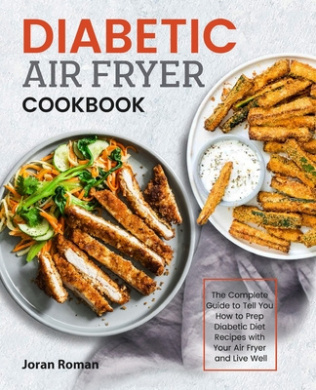 DIABETIC
AIR FRYER
COOKBOOK
The Complete
Guide to Tell You
How to Prep
Diabetic Diet
Recipes with
Your Air Fryer
and Live Well
Joran Roman